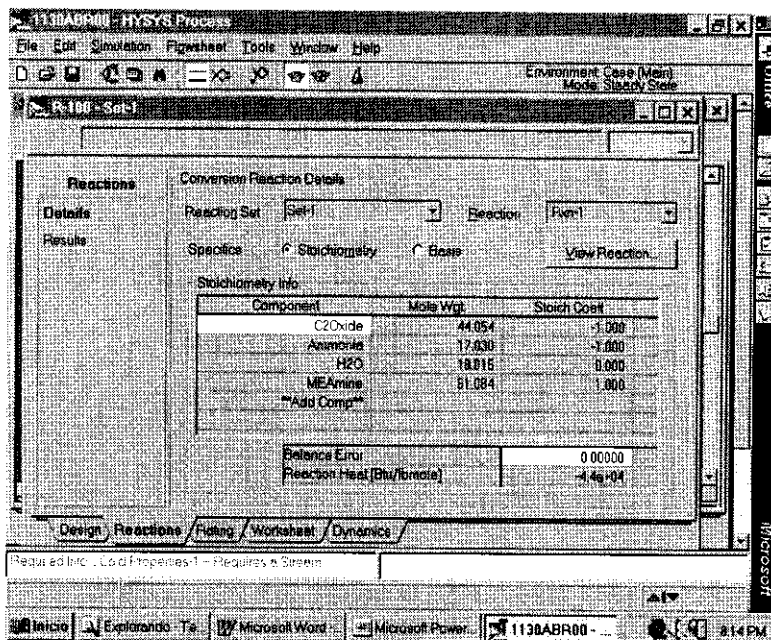 1130ABR00 - HYSYS Process
File Edit Simulation Flowsheet Tools Window Help
Environment: Case (Main)
Mode: Steady State
R-100 - Set-1
Reactions
Details
Results
Conversion Reaction Details
Reaction Set Set-1 Reaction Rxn-1
Specifics Stoichiometry Basis View Reaction...
Stoichiometry Info
Component Mole Wgt. Stoich Coeff
C2Oxide 44.054 -1.000
Ammonia 17.030 -1.000
H2O 18.015 0.000
MEAmine 61.084 1.000
**Add Comp**
Balance Error 0.00000
Reaction Heat [Btu/lbmole] -4.4e+04
Design Reactions Rating Worksheet Dynamics
Required Info : Cold Properties-1 -- Requires a Stream
Microsoft
Inicio Explorando - Te... Microsoft Word - Microsoft Power... 1130ABR00 - ... 8:14 PM